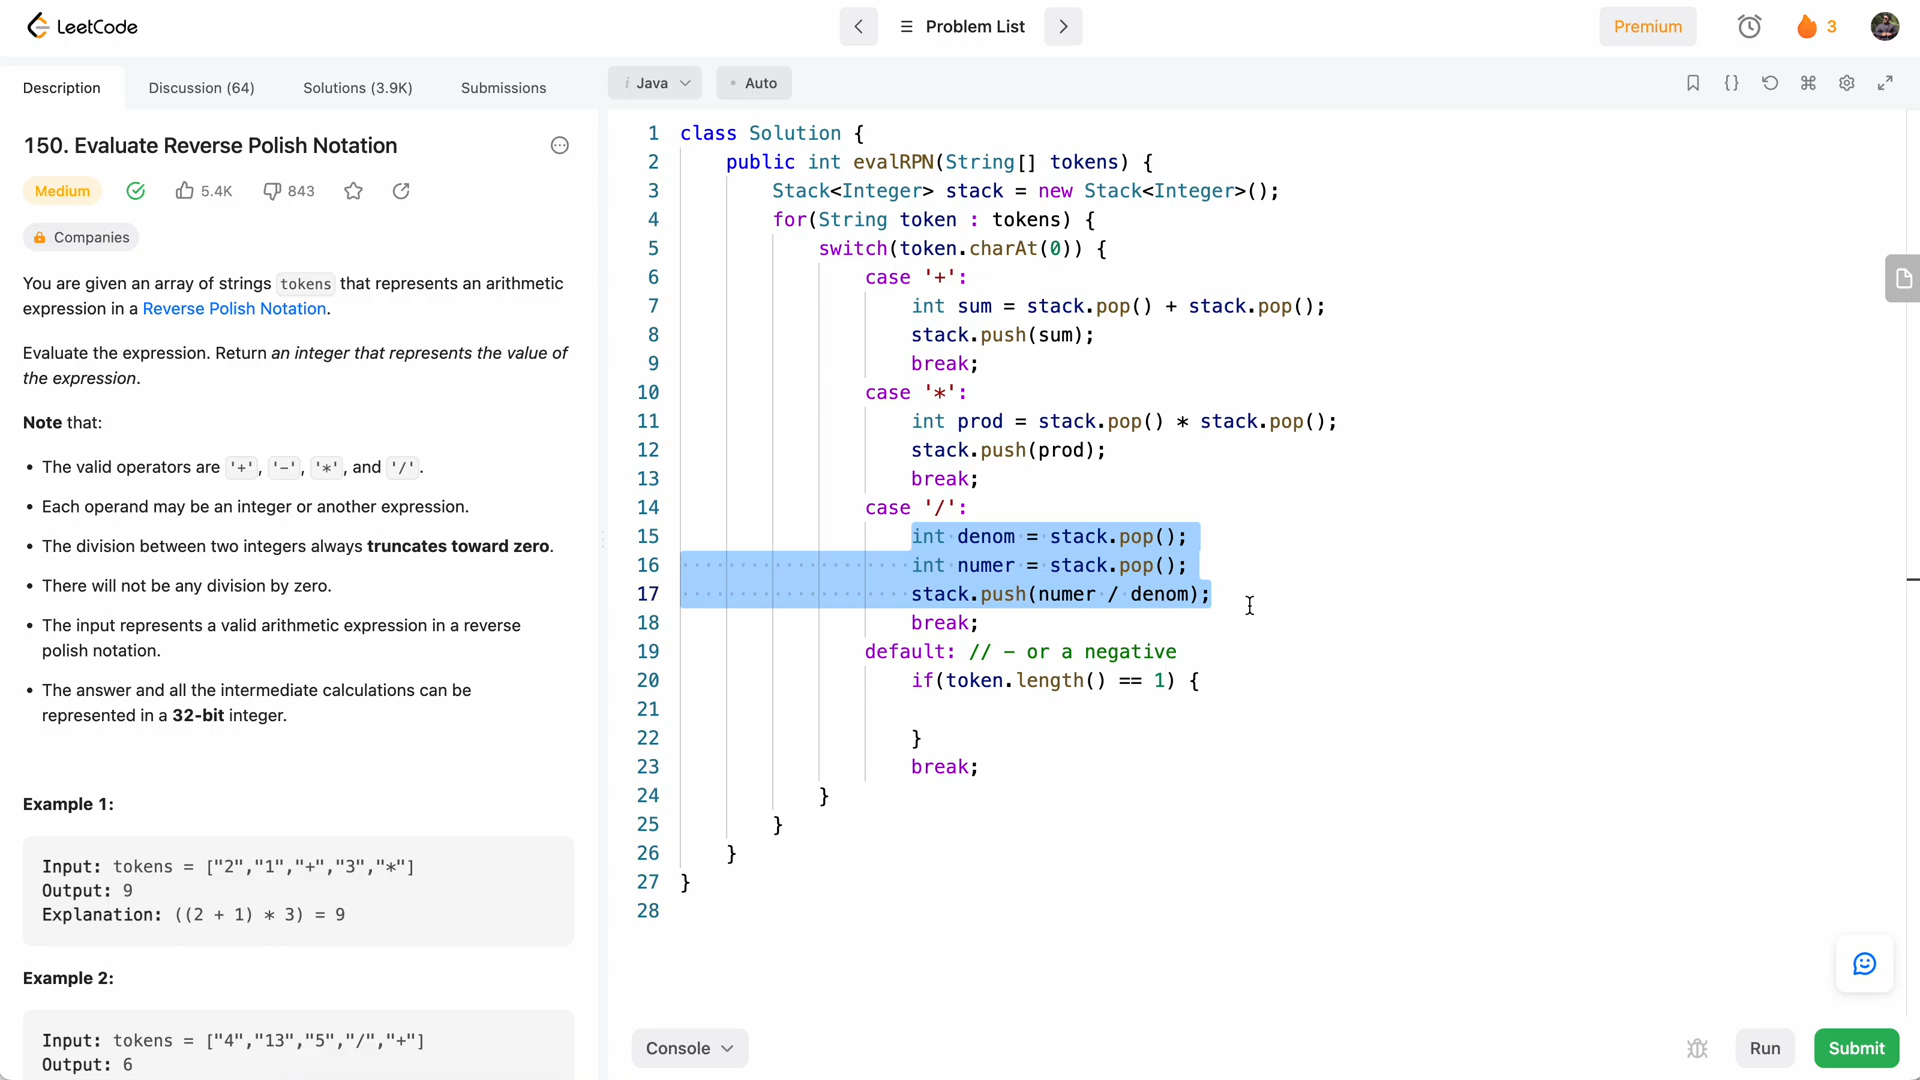 LeetCode
Problem List
Premium
3
Description
Discussion (64)
Solutions (3.9K)
Submissions
i Java
• Auto
150. Evaluate Reverse Polish Notation
Medium
5.4K
843
Companies
You are given an array of strings tokens that represents an arithmetic
expression in a Reverse Polish Notation.
Evaluate the expression. Return an integer that represents the value of
the expression.
Note that:
• The valid operators are '+', '-', '*', and '/'.
• Each operand may be an integer or another expression.
• The division between two integers always truncates toward zero.
• There will not be any division by zero.
• The input represents a valid arithmetic expression in a reverse
polish notation.
• The answer and all the intermediate calculations can be
represented in a 32-bit integer.
Example 1:
Input: tokens = ["2","1","+","3","*"]
Output: 9
Explanation: ((2 + 1) * 3) = 9
Example 2:
Input: tokens = ["4","13","5","/","+"]
Output: 6
1 class Solution {
2 public int evalRPN(String[] tokens) {
3 Stack<Integer> stack = new Stack<Integer>();
4 for(String token : tokens) {
5 switch(token.charAt(0)) {
6 case '+':
7 int sum = stack.pop() + stack.pop();
8 stack.push(sum);
9 break;
10 case '*':
11 int prod = stack.pop() * stack.pop();
12 stack.push(prod);
13 break;
14 case '/':
15 int denom = stack.pop();
16 int numer = stack.pop();
17 stack.push(numer / denom);
18 break;
19 default: // - or a negative
20 if(token.length() == 1) {
21
22 }
23 break;
24 }
25 }
26 }
27 }
28
Console
Run
Submit